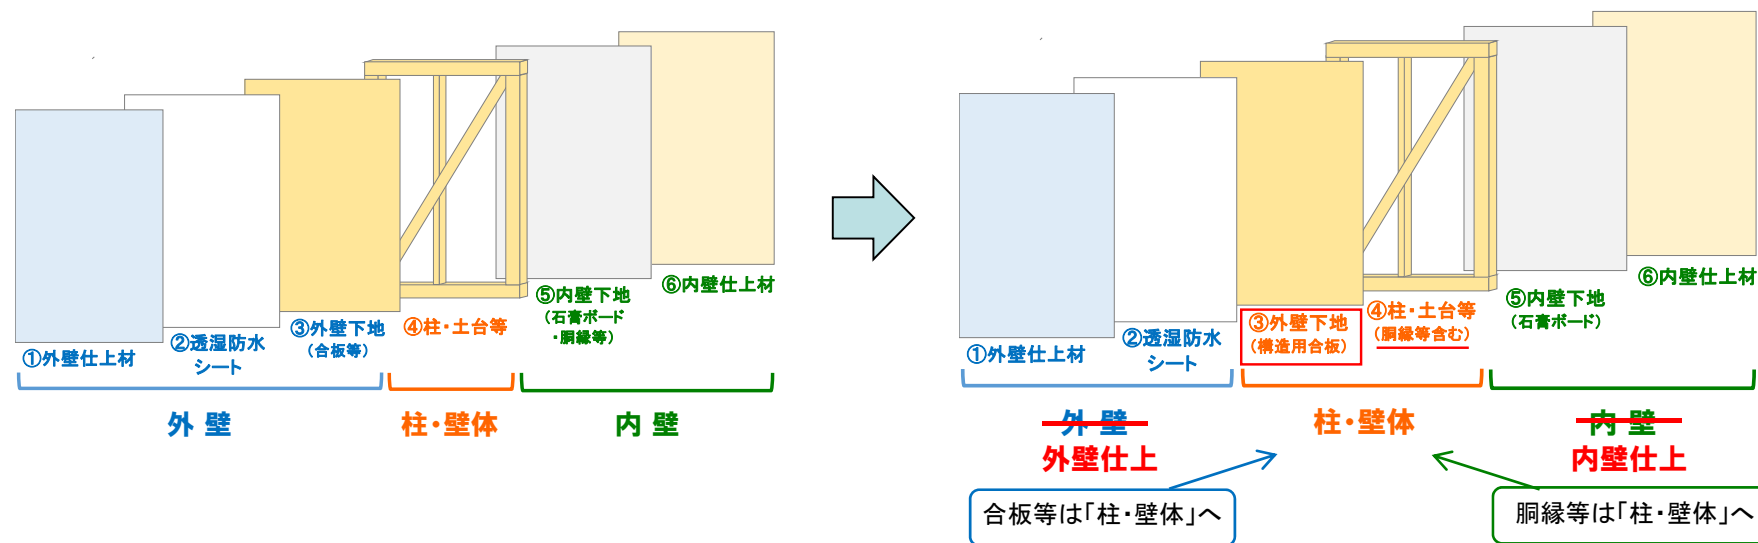 ①外壁仕上材
②透湿防水
シート
③外壁下地
(合板等)
④柱・土台等
⑤内壁下地
(石膏ボード
・胴縁等)
⑥内壁仕上材
外 壁
柱・壁体
内 壁
①外壁仕上材
②透湿防水
シート
③外壁下地
(構造用合板)
④柱・土台等
(胴縁等含む)
⑤内壁下地
(石膏ボード)
⑥内壁仕上材
外 壁
外壁仕上
柱・壁体
内 壁
内壁仕上
合板等は「柱・壁体」へ
胴縁等は「柱・壁体」へ